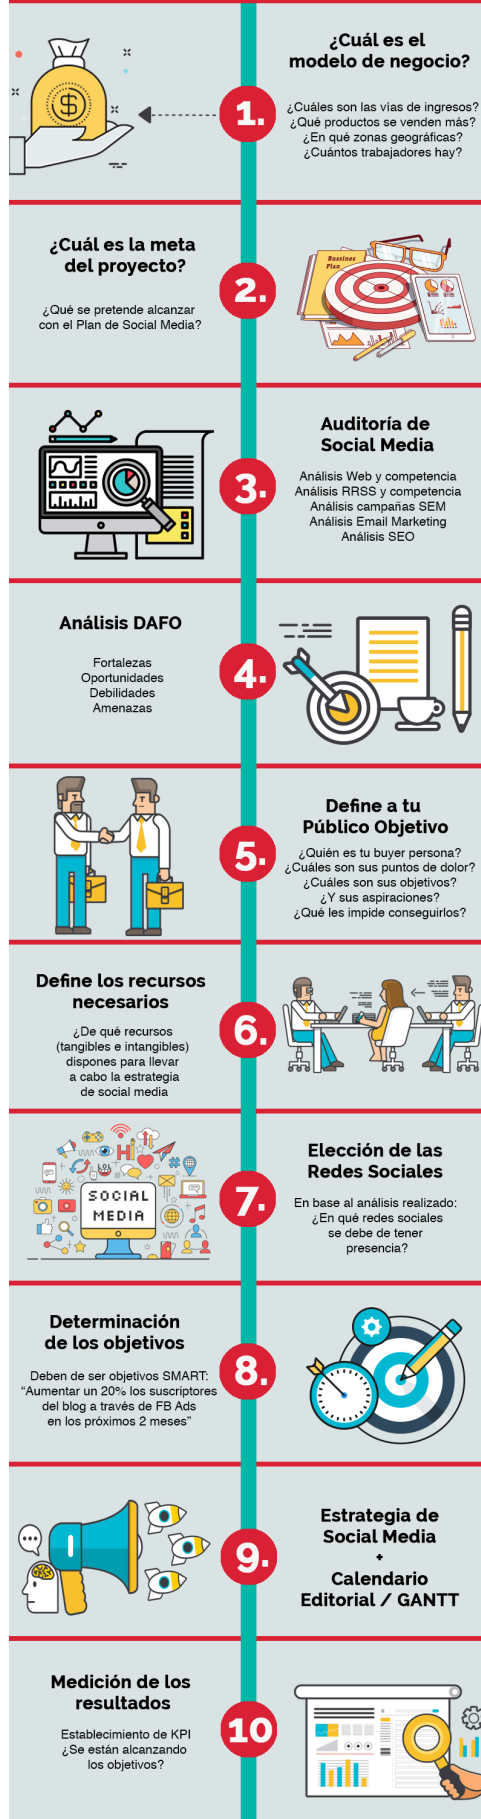 ¿Cuál es el
modelo de negocio?
1.
¿Cuáles son las vías de ingresos?
¿Qué productos se venden más?
¿En qué zonas geográficas?
¿Cuántos trabajadores hay?
¿Cuál es la meta
del proyecto?
2.
¿Qué se pretende alcanzar
con el Plan de Social Media?
Bussines
Plan
Auditoría de
Social Media
3.
Análisis Web y competencia
Análisis RRSS y competencia
Análisis campañas SEM
Análisis Email Marketing
Análisis SEO
Análisis DAFO
4.
Fortalezas
Oportunidades
Debilidades
Amenazas
Define a tu
Público Objetivo
5.
¿Quién es tu buyer persona?
¿Cuáles son sus puntos de dolor?
¿Cuáles son sus objetivos?
¿Y sus aspiraciones?
¿Qué les impide conseguirlos?
Define los recursos
necesarios
6.
¿De qué recursos
(tangibles e intangibles)
dispones para llevar
a cabo la estrategia
de social media
Elección de las
Redes Sociales
7.
En base al análisis realizado:
¿En qué redes sociales
se debe de tener
presencia?
HI
#
SOCIAL
MEDIA
Determinación
de los objetivos
8.
Deben de ser objetivos SMART:
“Aumentar un 20% los suscriptores
del blog a través de FB Ads
en los próximos 2 meses”
Estrategia de
Social Media
+
Calendario
Editorial / GANTT
9.
Medición de los
resultados
10
Establecimiento de KPI
¿Se están alcanzando
los objetivos?